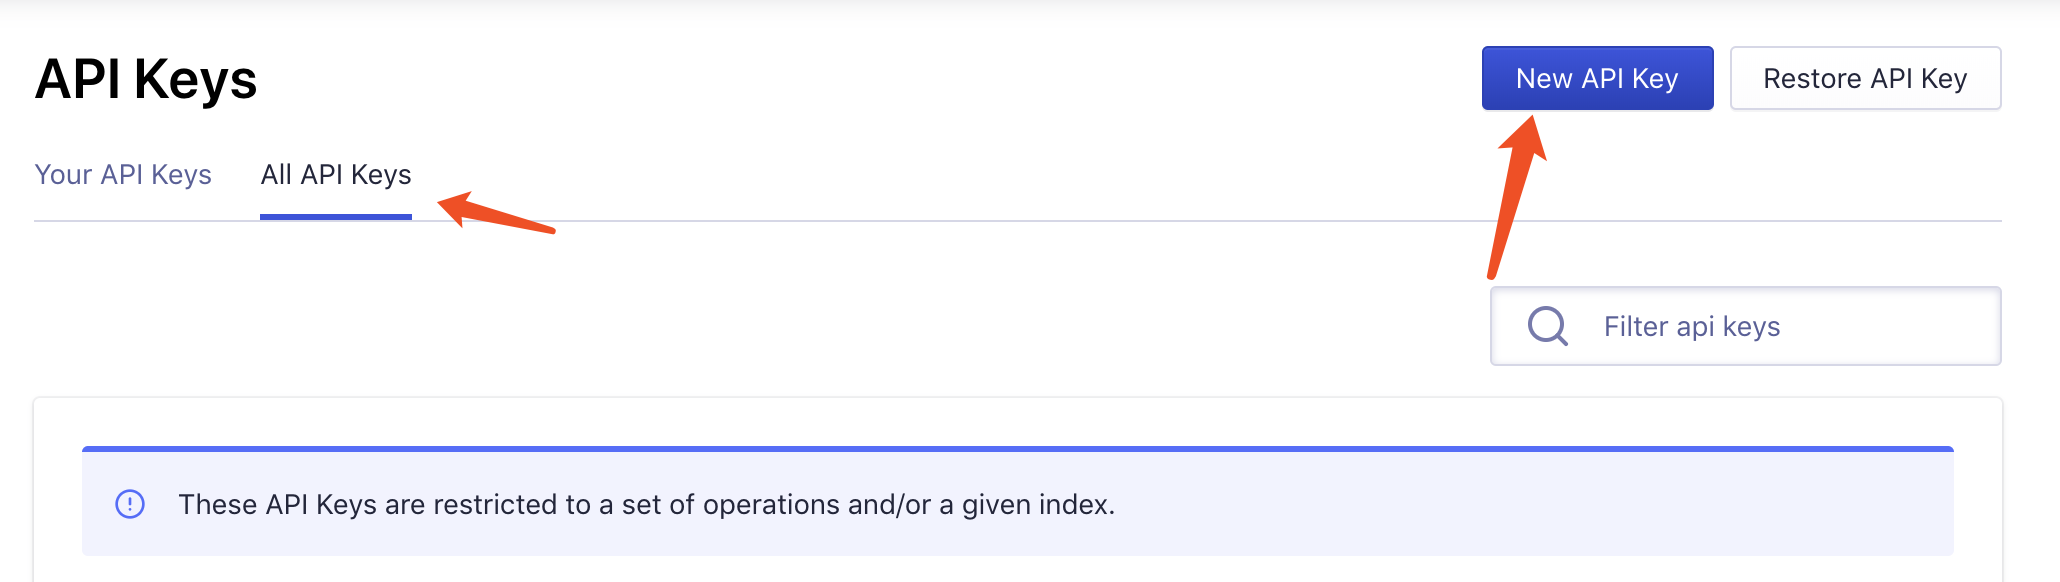 API Keys
New API Key
Restore API Key
Your API Keys
All API Keys
Filter api keys
These API Keys are restricted to a set of operations and/or a given index.